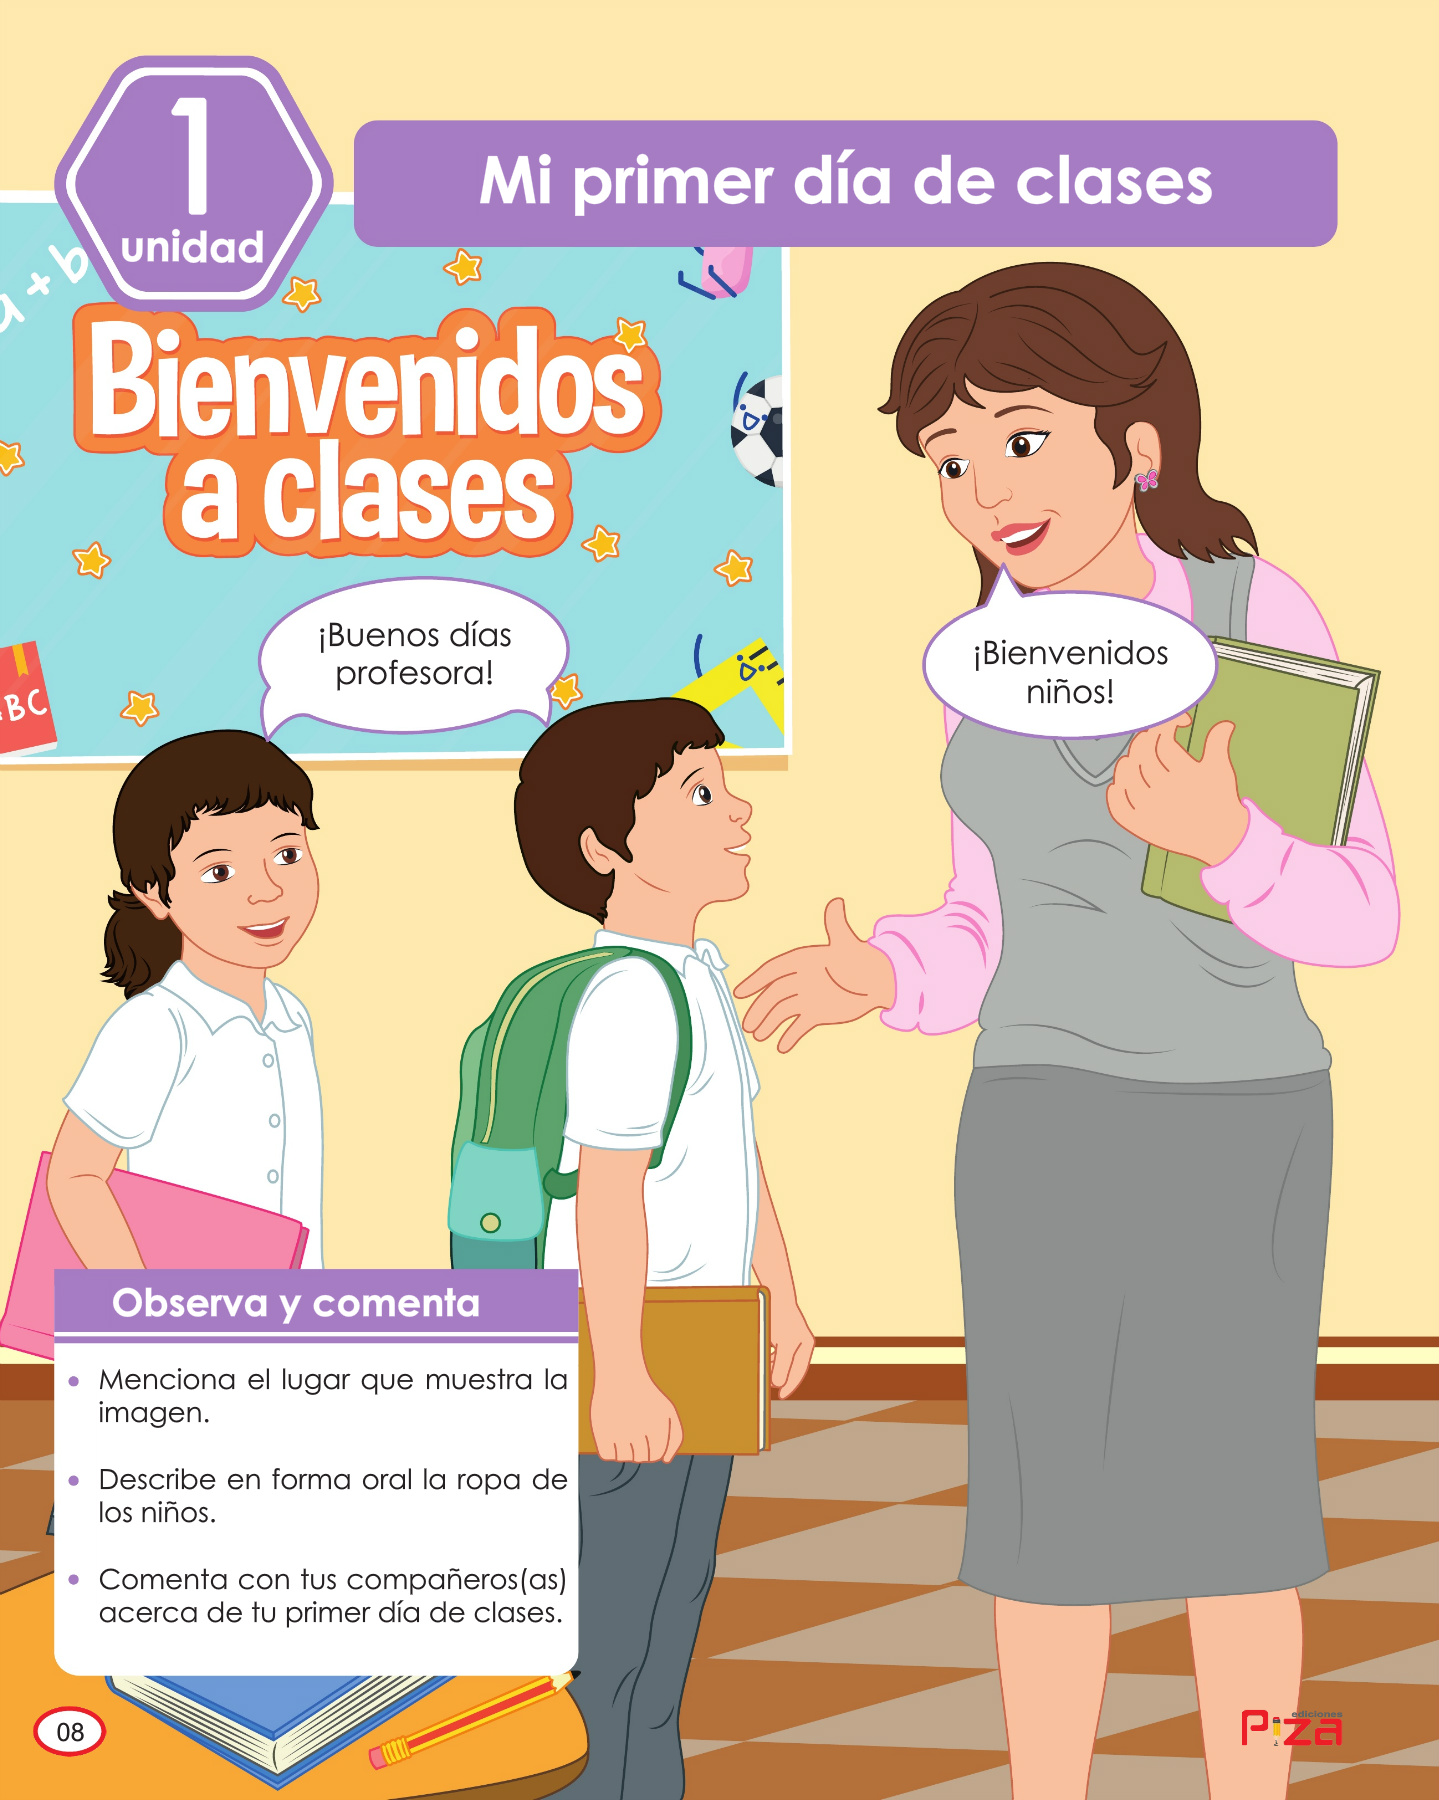 1
unidad
Mi primer día de clases
a + b
Bienvenidos
a clases
¡Buenos días
profesora!
¡Bienvenidos
niños!
BC
Observa y comenta
• Menciona el lugar que muestra la
imagen.
• Describe en forma oral la ropa de
los niños.
• Comenta con tus compañeros(as)
acerca de tu primer día de clases.
08
ediciones
Piza